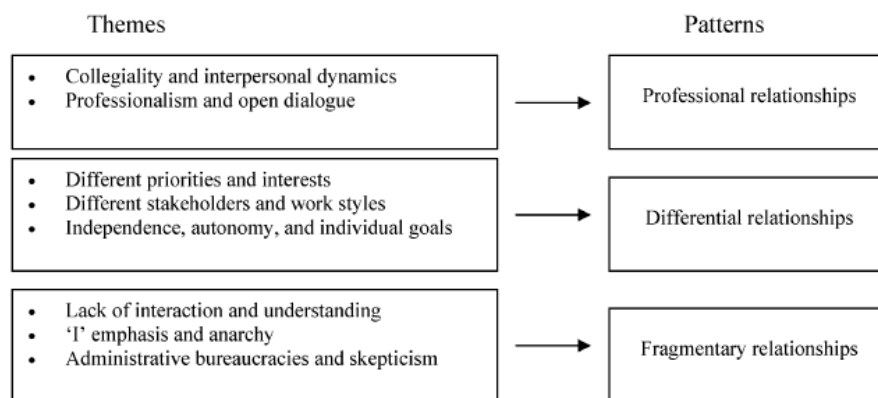 Themes
Patterns
• Collegiality and interpersonal dynamics
• Professionalism and open dialogue
Professional relationships
• Different priorities and interests
• Different stakeholders and work styles
• Independence, autonomy, and individual goals
Differential relationships
• Lack of interaction and understanding
• ‘I’ emphasis and anarchy
• Administrative bureaucracies and skepticism
Fragmentary relationships